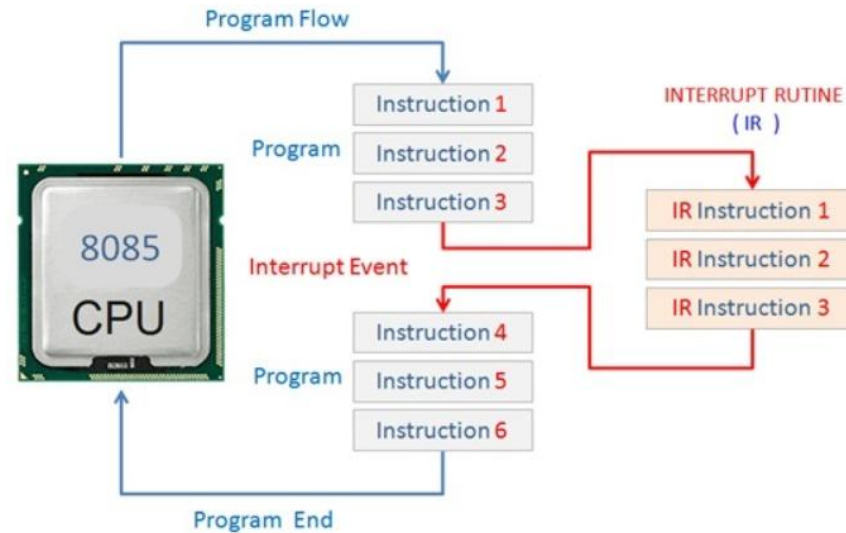 Program Flow
Instruction 1
Program
Instruction 2
Instruction 3
INTERRUPT RUTINE
( IR )
IR Instruction 1
IR Instruction 2
IR Instruction 3
8085
CPU
Interrupt Event
Instruction 4
Program
Instruction 5
Instruction 6
Program End